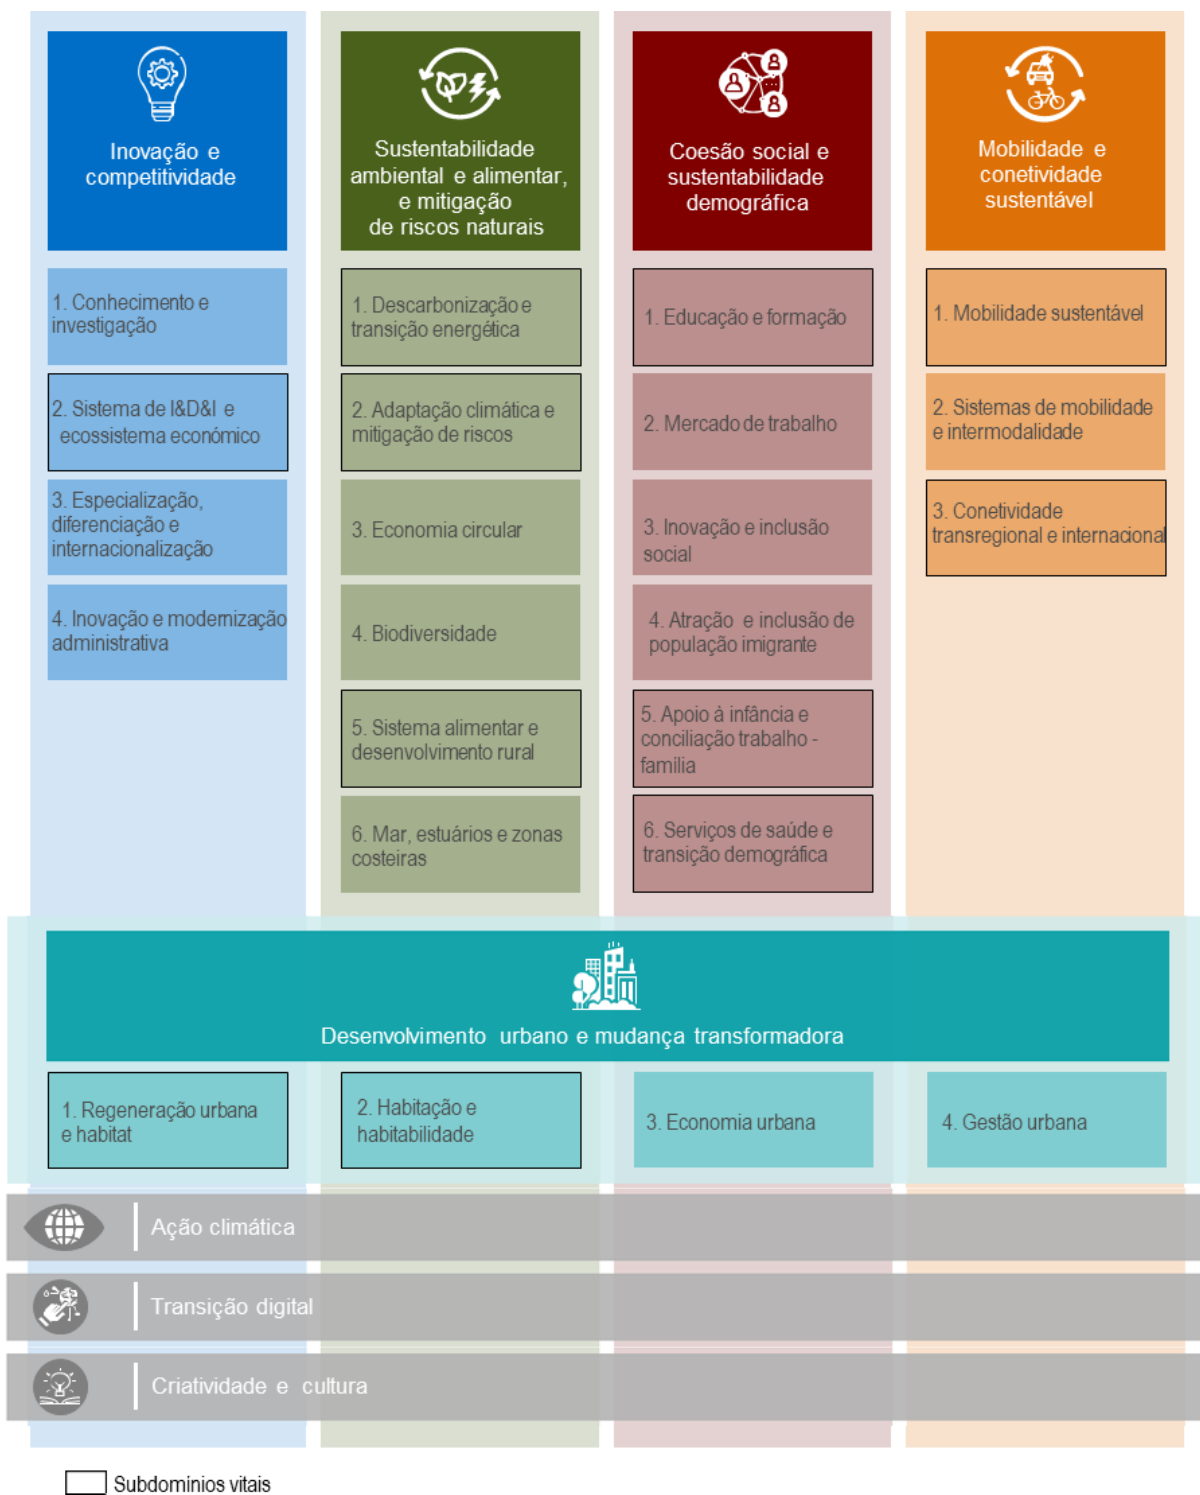 Inovação e
competitividade
Sustentabilidade
ambiental e alimentar,
e mitigação
de riscos naturais
Coesão social e
sustentabilidade
demográfica
Mobilidade e
conetividade
sustentável
1. Conhecimento e
investigação
2. Sistema de I&D&I e
ecossistema económico
3. Especialização,
diferenciação e
internacionalização
4. Inovação e modernização
administrativa
1. Descarbonização e
transição energética
2. Adaptação climática e
mitigação de riscos
3. Economia circular
4. Biodiversidade
5. Sistema alimentar e
desenvolvimento rural
6. Mar, estuários e zonas
costeiras
1. Educação e formação
2. Mercado de trabalho
3. Inovação e inclusão
social
4. Atração e inclusão de
população imigrante
5. Apoio à infância e
conciliação trabalho -
familia
6. Serviços de saúde e
transição demográfica
1. Mobilidade sustentável
2. Sistemas de mobilidade
e intermodalidade
3. Conetividade
transregional e internacional
Desenvolvimento urbano e mudança transformadora
1. Regeneração urbana
e habitat
2. Habitação e
habitabilidade
3. Economia urbana
4. Gestão urbana
Ação climática
Transição digital
Criatividade e cultura
Subdomínios vitais